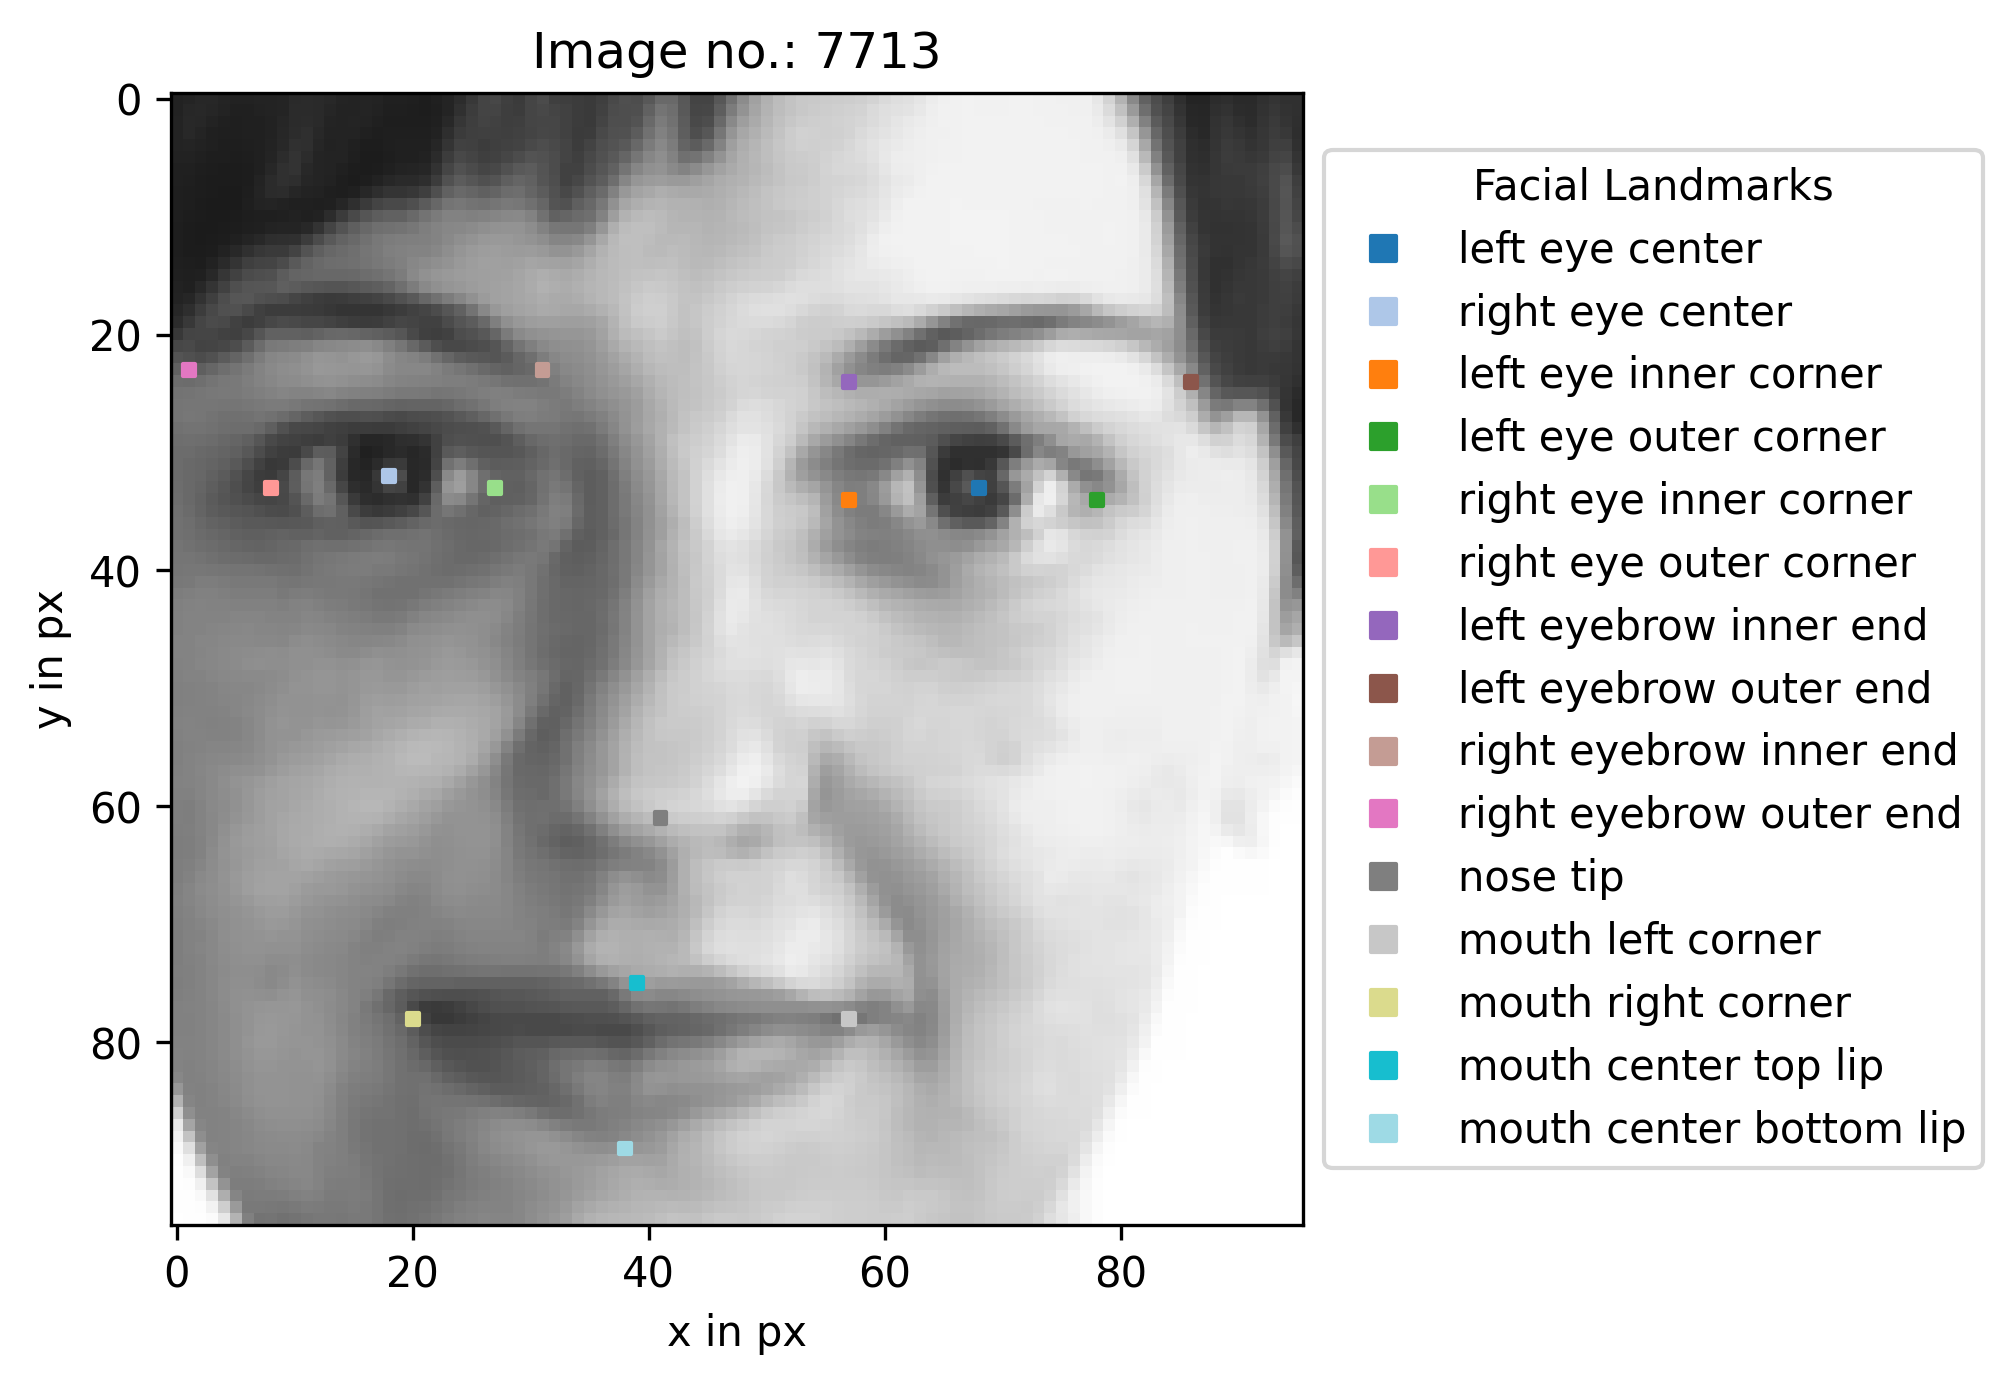 Image no.: 7713
0
20
40
60
80
y in px
0 20 40 60 80
x in px
Facial Landmarks
left eye center
right eye center
left eye inner corner
left eye outer corner
right eye inner corner
right eye outer corner
left eyebrow inner end
left eyebrow outer end
right eyebrow inner end
right eyebrow outer end
nose tip
mouth left corner
mouth right corner
mouth center top lip
mouth center bottom lip